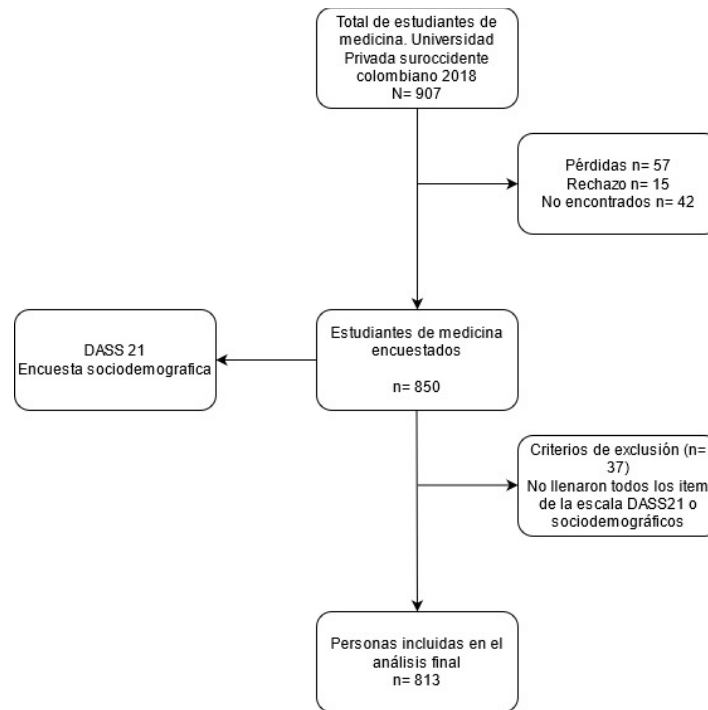 Total de estudiantes de
medicina. Universidad
Privada suroccidente
colombiano 2018
N= 907
Pérdidas n= 57
Rechazo n= 15
No encontrados n= 42
DASS 21
Encuesta sociodemografica
Estudiantes de medicina
encuestados
n= 850
Criterios de exclusión (n=
37)
No llenaron todos los item
de la escala DASS21 o
sociodemográficos
Personas incluidas en el
análisis final
n= 813